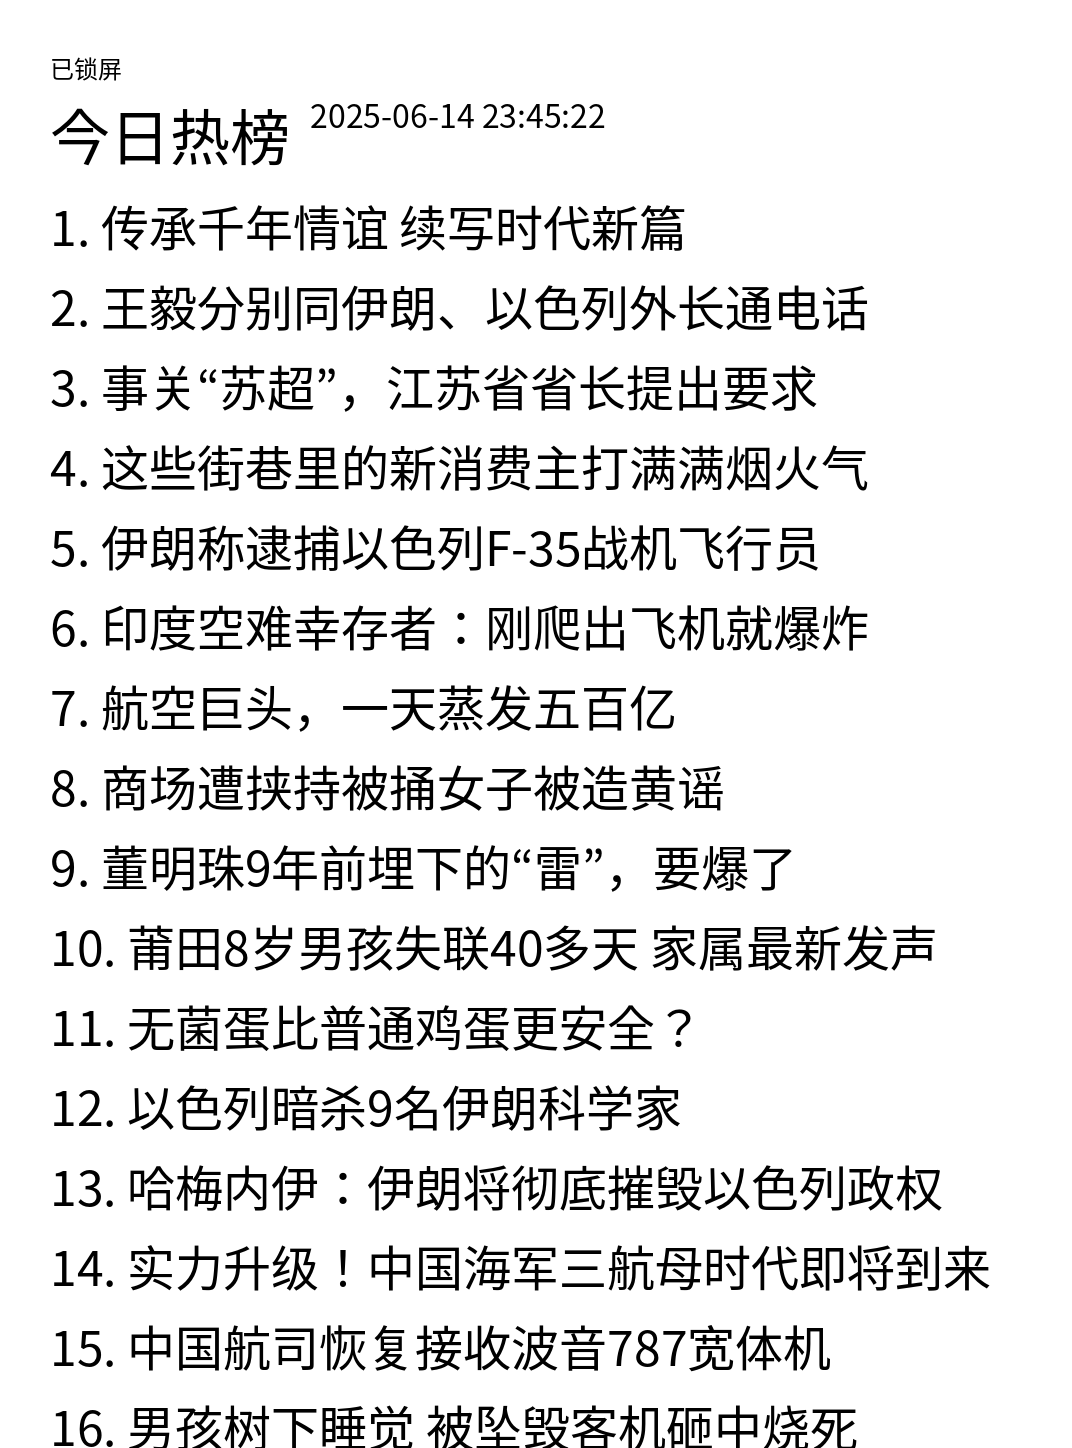 已锁屏
今日热榜 2025-06-14 23:45:22
1. 传承千年情谊 续写时代新篇
2. 王毅分别同伊朗、以色列外长通电话
3. 事关“苏超”，江苏省省长提出要求
4. 这些街巷里的新消费主打满满烟火气
5. 伊朗称逮捕以色列F-35战机飞行员
6. 印度空难幸存者：刚爬出飞机就爆炸
7. 航空巨头，一天蒸发五百亿
8. 商场遭挟持被捅女子被造黄谣
9. 董明珠9年前埋下的“雷”，要爆了
10. 莆田8岁男孩失联40多天 家属最新发声
11. 无菌蛋比普通鸡蛋更安全？
12. 以色列暗杀9名伊朗科学家
13. 哈梅内伊：伊朗将彻底摧毁以色列政权
14. 实力升级！中国海军三航母时代即将到来
15. 中国航司恢复接收波音787宽体机
16. 男孩树下睡觉 被坠毁客机砸中烧死